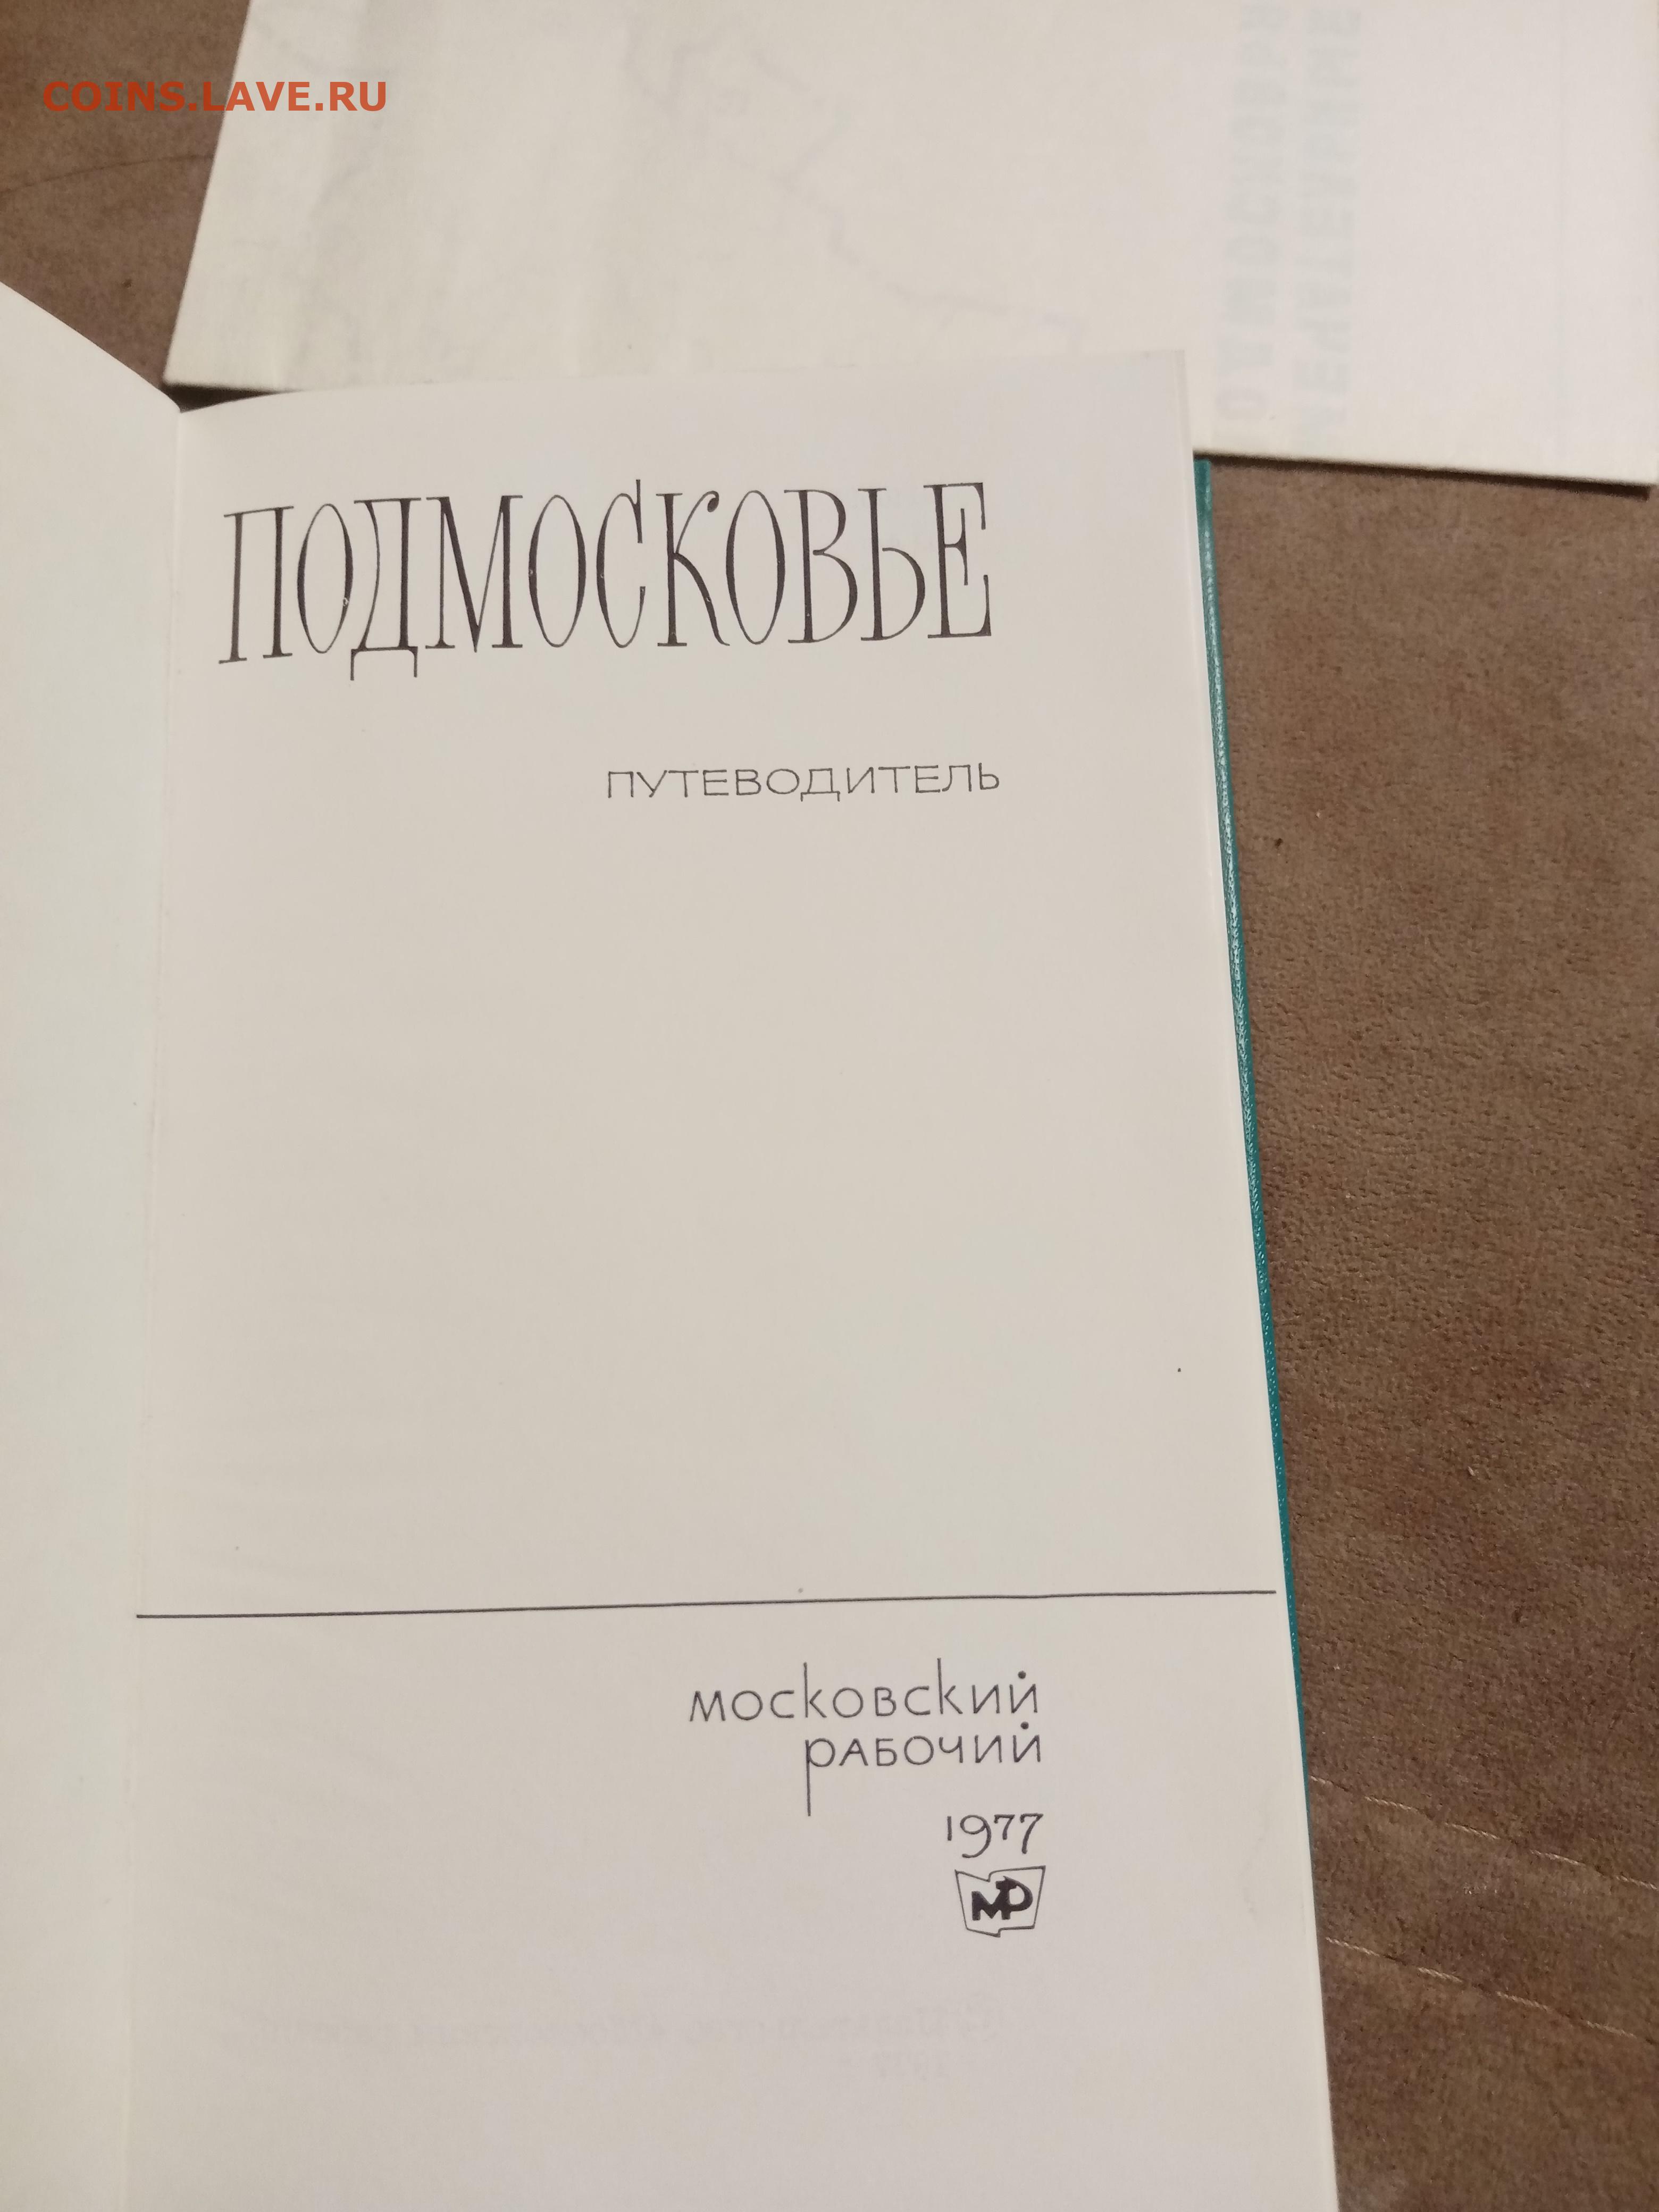 COINS.LAVE.RU
ПОДМОСКОВЬЕ
ПУТЕВОДИТЕЛЬ
МОСКОВСКИЙ
РАБОЧИЙ
1977
МР